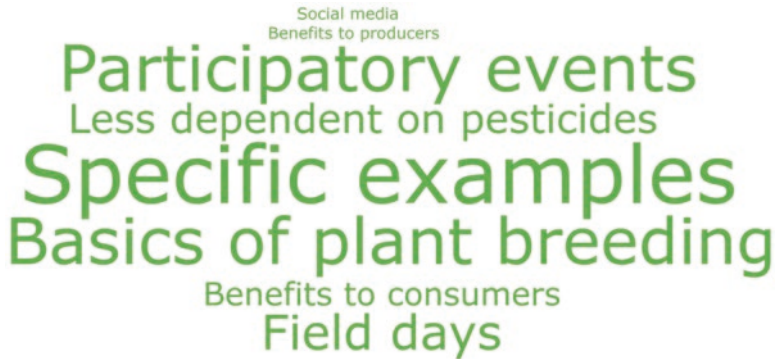 Social media
Benefits to producers
Participatory events
Less dependent on pesticides
Specific examples
Basics of plant breeding
Benefits to consumers
Field days